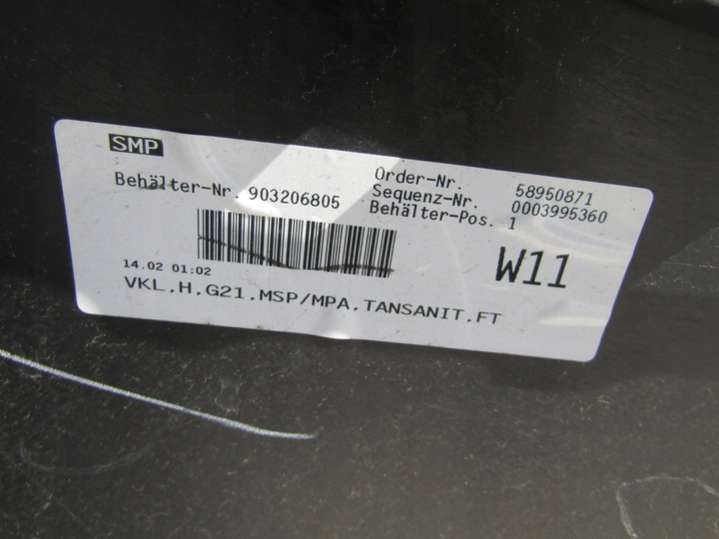 SMP
Behälter-Nr. 903206805
Order-Nr. 58950871
Sequenz-Nr. 0003995360
Behälter-Pos. 1
W11
14.02 01:02
VKL.H.G21.MSP/MPA.TANSANIT.FT